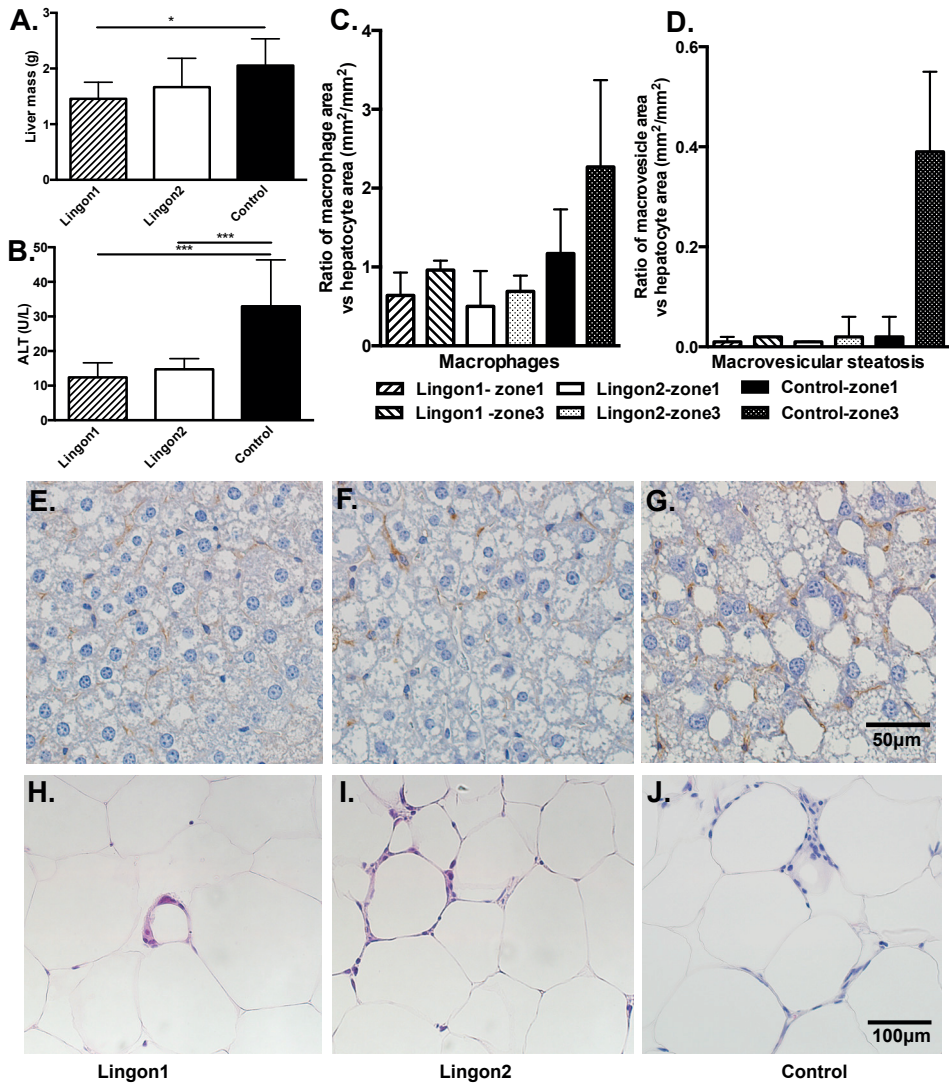 A.
Liver mass (g)
3
2
1
0
*
Lingon1
Lingon2
Control
B.
ALT (U/L)
50
40
30
20
10
0
***
***
Lingon1
Lingon2
Control
C.
Ratio of macrophage area
vs hepatocyte area (mm²/mm²)
4
3
2
1
0
Macrophages
D.
Ratio of macrovesicle area
vs hepatocyte area (mm²/mm²)
0.6
0.4
0.2
0.0
Macrovesicular steatosis
Lingon1- zone1
Lingon2-zone1
Control-zone1
Lingon1 -zone3
Lingon2-zone3
Control-zone3
E.
F.
G.
50µm
H.
I.
J.
100µm
Lingon1
Lingon2
Control